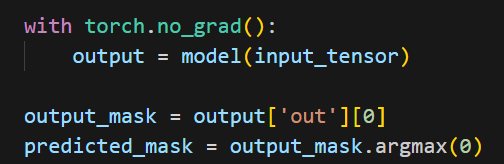 with torch.no_grad():
    output = model(input_tensor)

output_mask = output['out'][0]
predicted_mask = output_mask.argmax(0)